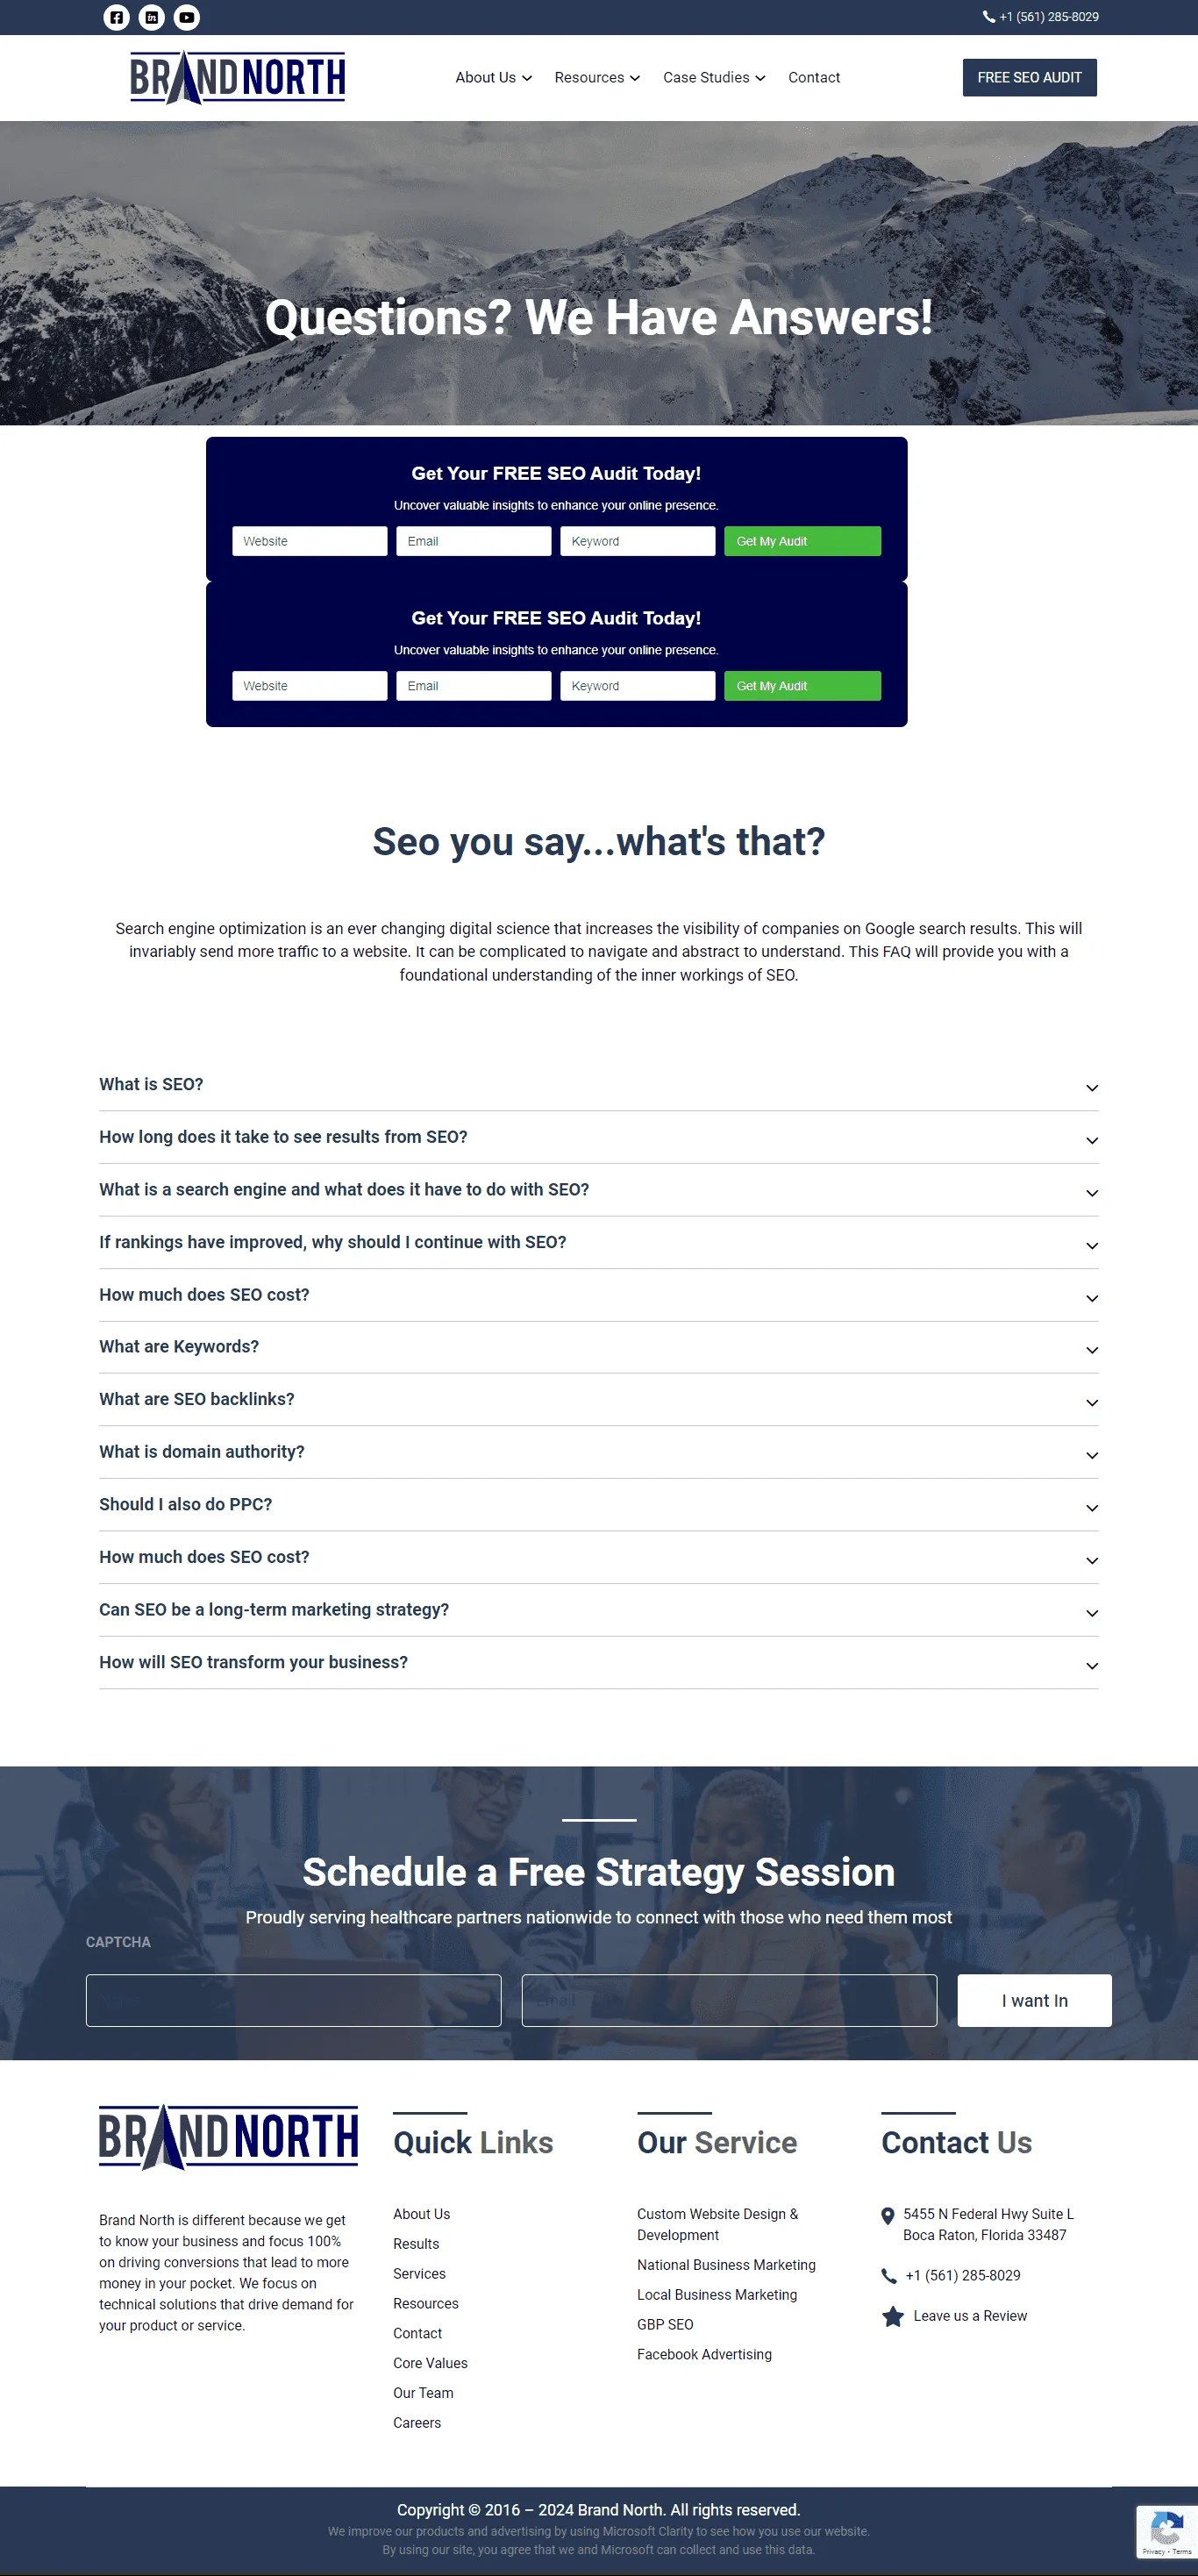 +1 (561) 285-8029
BRANDNORTH
About Us
Resources
Case Studies
Contact
FREE SEO AUDIT
Questions? We Have Answers!
Get Your FREE SEO Audit Today!
Uncover valuable insights to enhance your online presence.
Website
Email
Keyword
Get My Audit
Get Your FREE SEO Audit Today!
Uncover valuable insights to enhance your online presence.
Website
Email
Keyword
Get My Audit
Seo you say...what's that?
Search engine optimization is an ever changing digital science that increases the visibility of companies on Google search results. This will
invariably send more traffic to a website. It can be complicated to navigate and abstract to understand. This FAQ will provide you with a
foundational understanding of the inner workings of SEO.
What is SEO?
How long does it take to see results from SEO?
What is a search engine and what does it have to do with SEO?
If rankings have improved, why should I continue with SEO?
How much does SEO cost?
What are Keywords?
What are SEO backlinks?
What is domain authority?
Should I also do PPC?
How much does SEO cost?
Can SEO be a long-term marketing strategy?
How will SEO transform your business?
Schedule a Free Strategy Session
Proudly serving healthcare partners nationwide to connect with those who need them most
CAPTCHA
Email
I want In
BRANDNORTH
Brand North is different because we get
to know your business and focus 100%
on driving conversions that lead to more
money in your pocket. We focus on
technical solutions that drive demand for
your product or service.
Quick Links
About Us
Results
Services
Resources
Contact
Core Values
Our Team
Careers
Our Service
Custom Website Design &
Development
National Business Marketing
Local Business Marketing
GBP SEO
Facebook Advertising
Contact Us
5455 N Federal Hwy Suite L
Boca Raton, Florida 33487
+1 (561) 285-8029
Leave us a Review
Copyright © 2016 – 2024 Brand North. All rights reserved.
We improve our products and advertising by using Microsoft Clarity to see how you use our website.
By using our site, you agree that we and Microsoft can collect and use this data.
Privacy - Terms